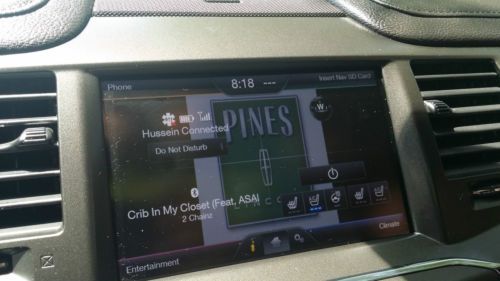 Phone
8:18 ---
Insert Nav SD Card
W
Hussein Connected
PINES
Do Not Disturb
Crib In My Closet (Feat, ASA)
2 Chainz
Entertainment
Climate